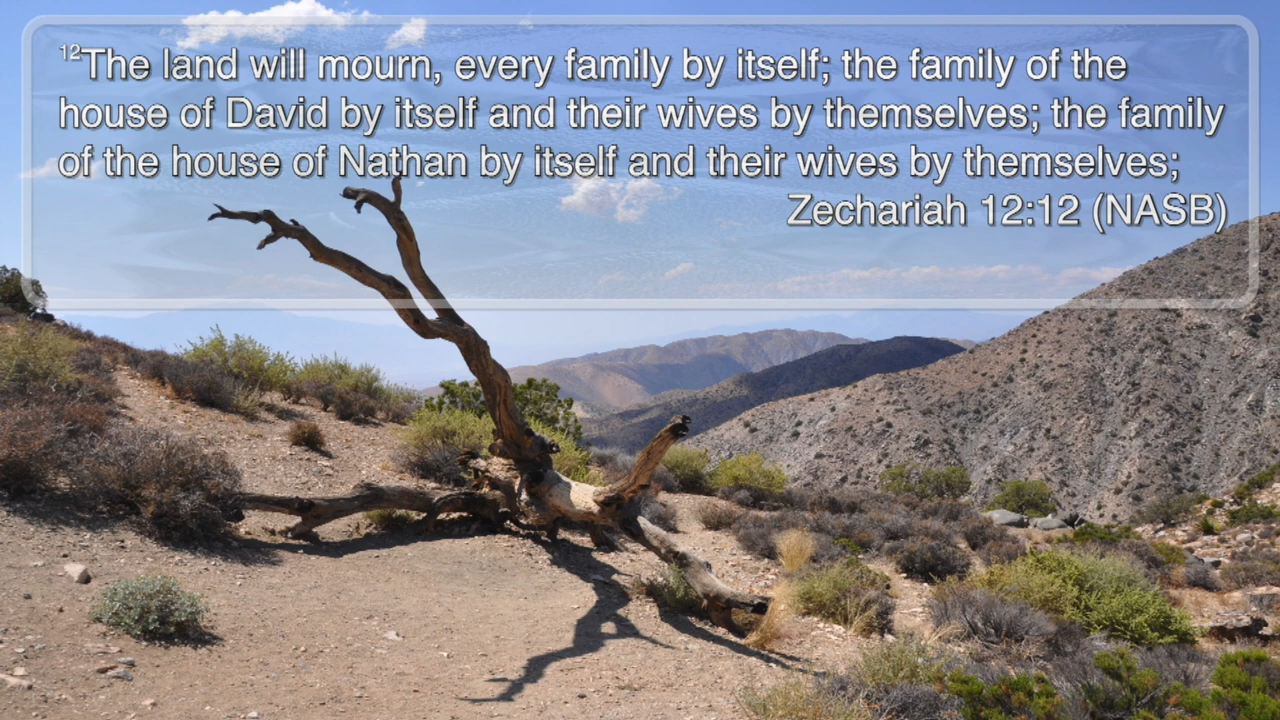 12The land will mourn, every family by itself; the family of the
house of David by itself and their wives by themselves; the family
of the house of Nathan by itself and their wives by themselves;
Zechariah 12:12 (NASB)